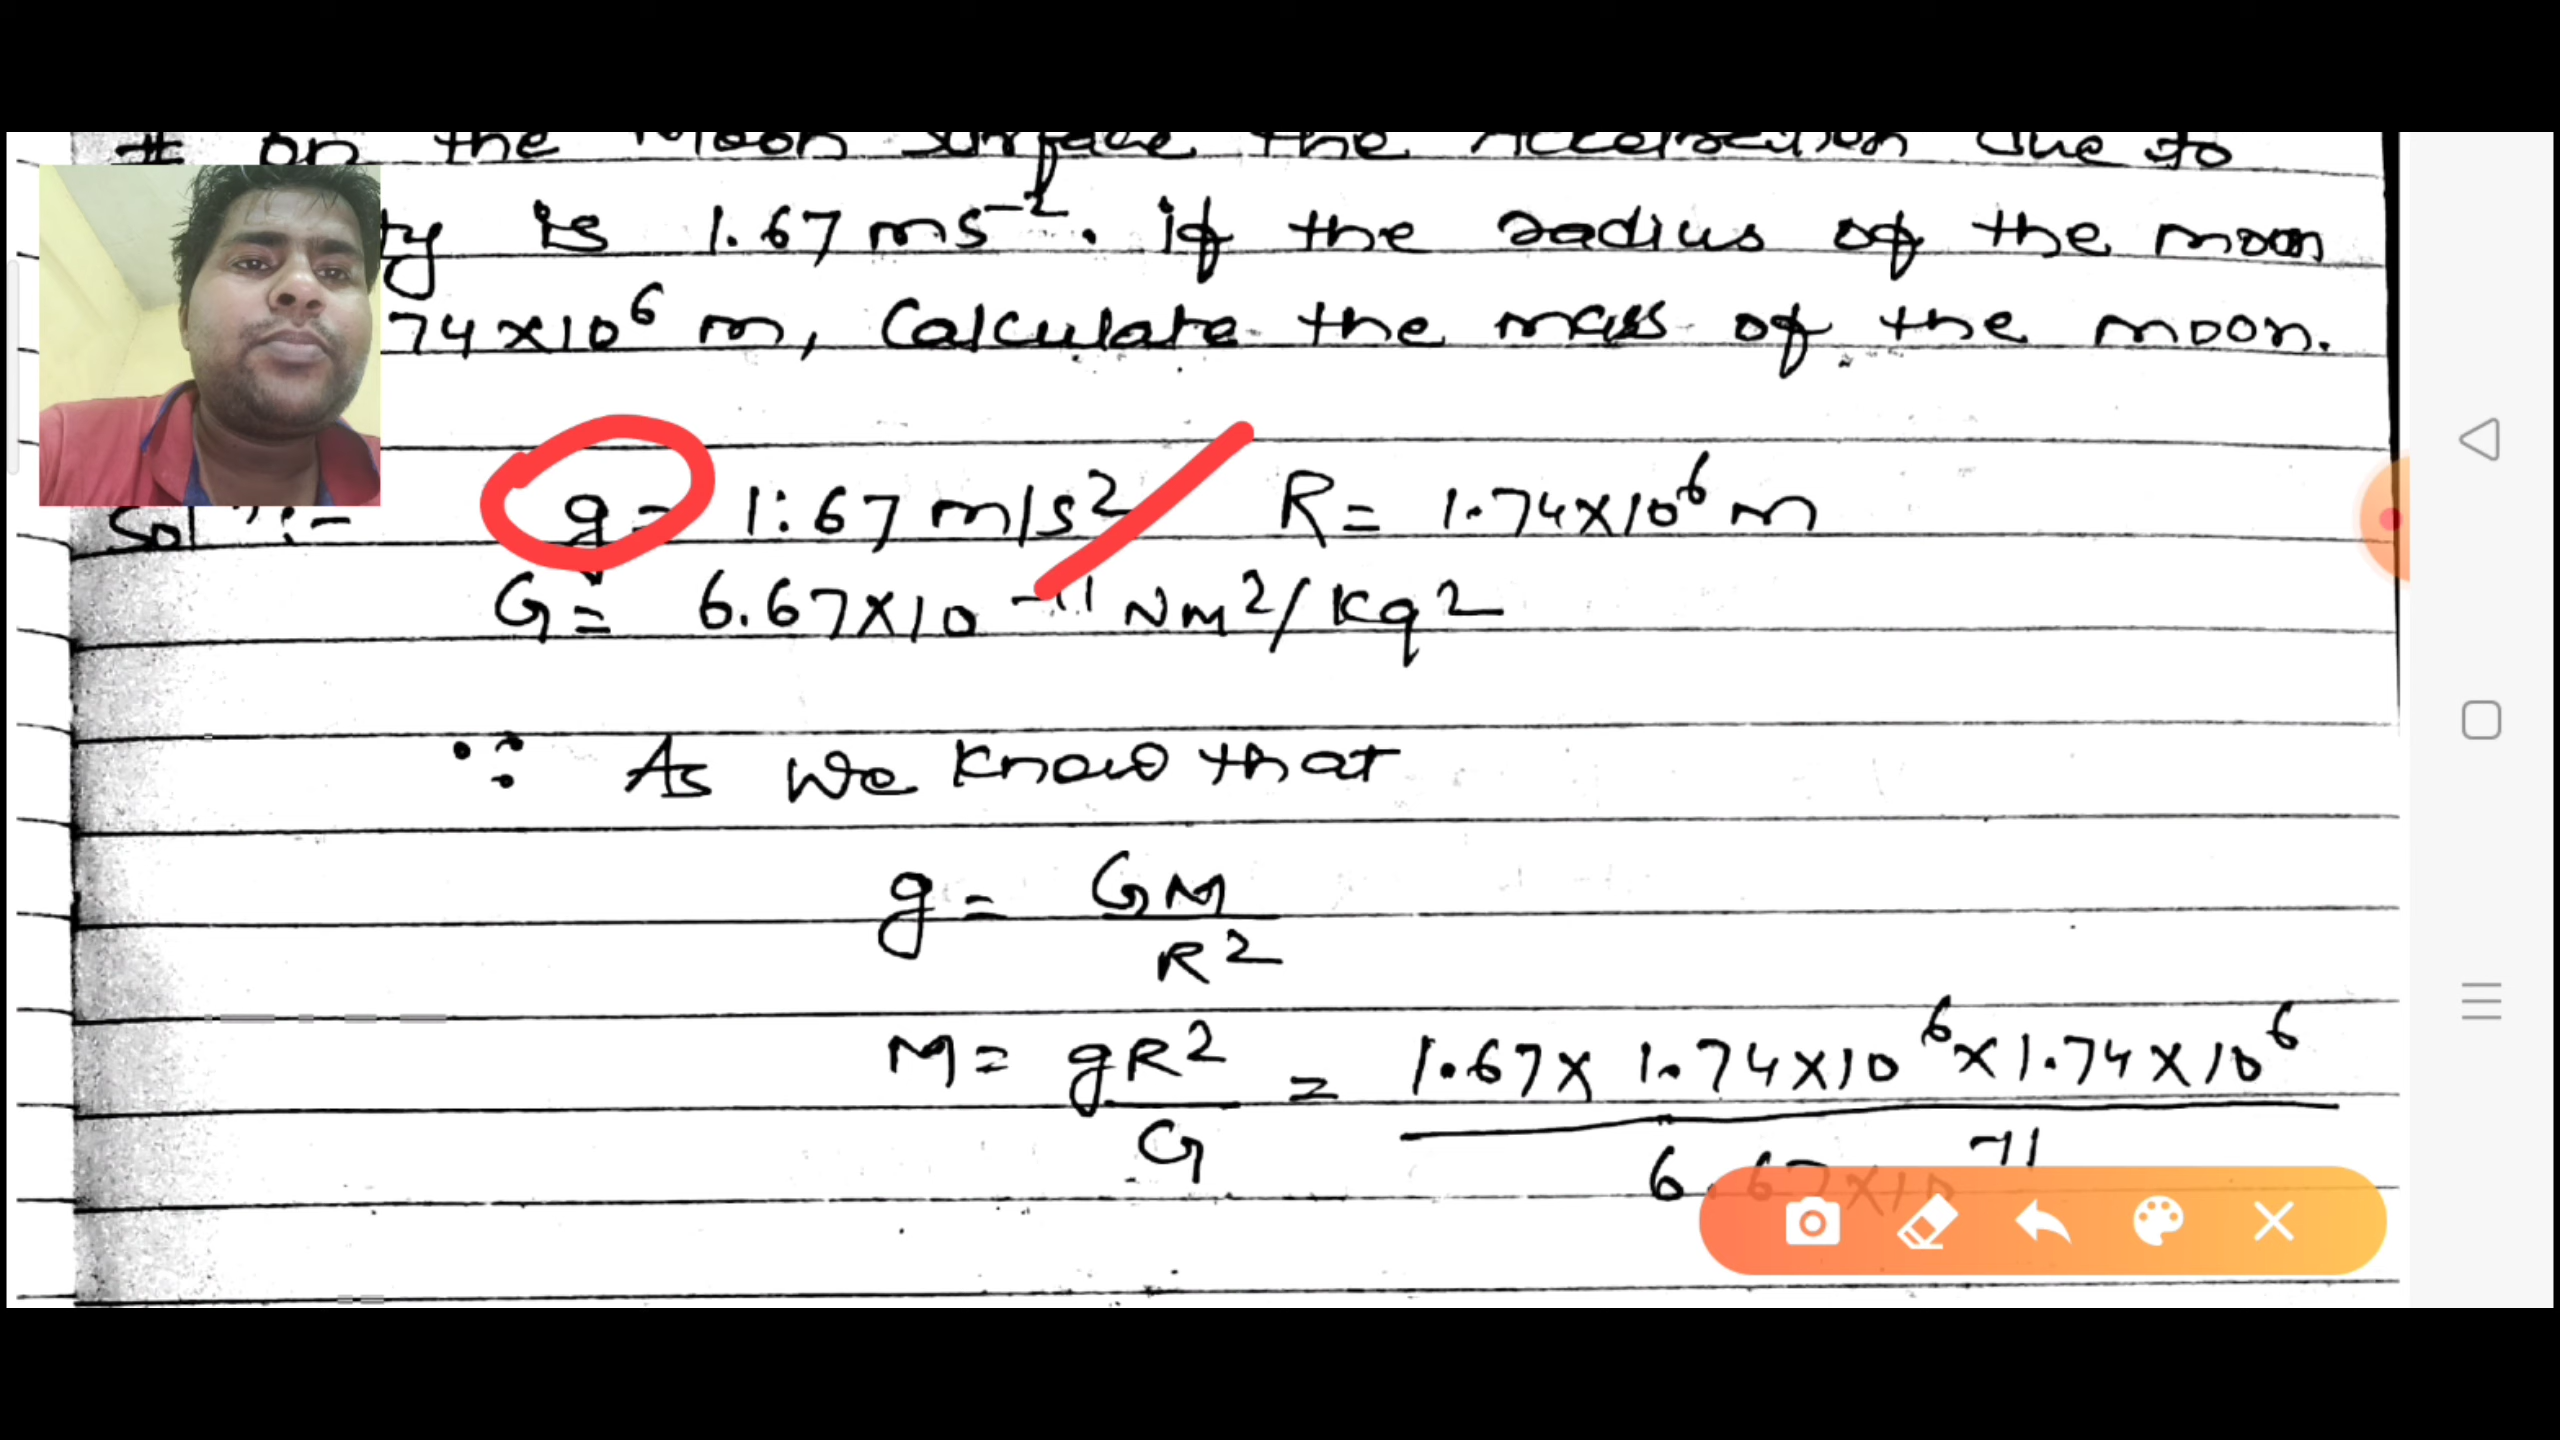 # on the Moon surface the Acceleration due to
ty is 1.67 ms⁻². if the radius of the moon
74×10⁶ m, Calculate the mass of the moon.
Solⁿ:- g= 1.67 m/s² R= 1.74×10⁶ m
G= 6.67×10⁻¹¹ Nm²/Kg²
∵ As we know that
g= GM
R²
M= gR² = 1.67× 1.74×10⁶×1.74×10⁶
G 6.67×10⁻¹¹